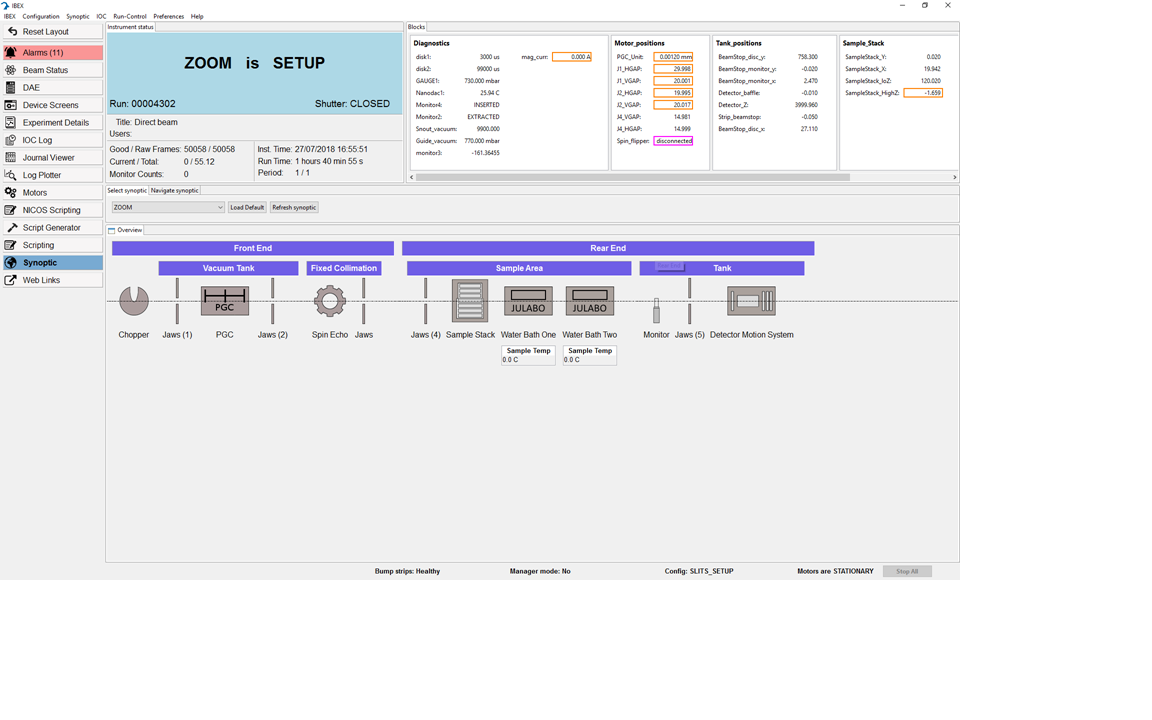 IBEX
IBEX Configuration Synoptic IOC Run-Control Preferences Help
Reset Layout
Alarms (11)
Beam Status
DAE
Device Screens
Experiment Details
IOC Log
Journal Viewer
Log Plotter
Motors
NICOS Scripting
Script Generator
Scripting
Synoptic
Web Links
Instrument status
ZOOM is SETUP
Run: 00004302 Shutter: CLOSED
Title: Direct beam
Users:
Good / Raw Frames: 50058 / 50058
Current / Total: 0 / 55.12
Monitor Counts: 0
Inst. Time: 27/07/2018 16:55:51
Run Time: 1 hours 40 min 55 s
Period: 1 / 1
Blocks
Diagnostics
disk1: 3000 us mag_curr: 0.000 A
disk2: 99000 us
GAUGE1: 730.000 mbar
Nanodac1: 25.94 C
Monitor4: INSERTED
Monitor2: EXTRACTED
Snout_vacuum: 9900.000
Guide_vacuum: 770.000 mbar
monitor3: -161.36455
Motor_positions
PGC_Unit: 0.00120 mm
J1_HGAP: 29.998
J1_VGAP: 20.001
J2_HGAP: 19.995
J2_VGAP: 20.017
J4_VGAP: 14.981
J4_HGAP: 14.999
Spin_flipper: disconnected
Tank_positions
BeamStop_disc_y: 758.300
BeamStop_monitor_y: -0.020
BeamStop_monitor_x: 2.470
Detector_baffle: -0.010
Detector_Z: 3999.960
Strip_beamstop: -0.050
BeamStop_disc_x: 27.110
Sample_Stack
SampleStack_Y: 0.020
SampleStack_X: 19.942
SampleStack_loZ: 120.020
SampleStack_HighZ: -1.659
Select synoptic Navigate synoptic
ZOOM Load Default Refresh synoptic
Overview
Front End Rear End
Vacuum Tank Fixed Collimation Sample Area Tank
PGC JULABO JULABO
Chopper Jaws (1) PGC Jaws (2) Spin Echo Jaws Jaws (4) Sample Stack Water Bath One Water Bath Two Monitor Jaws (5) Detector Motion System
Sample Temp Sample Temp
0.0 C 0.0 C
Bump strips: Healthy Manager mode: No Config: SLITS_SETUP Motors are STATIONARY Stop All